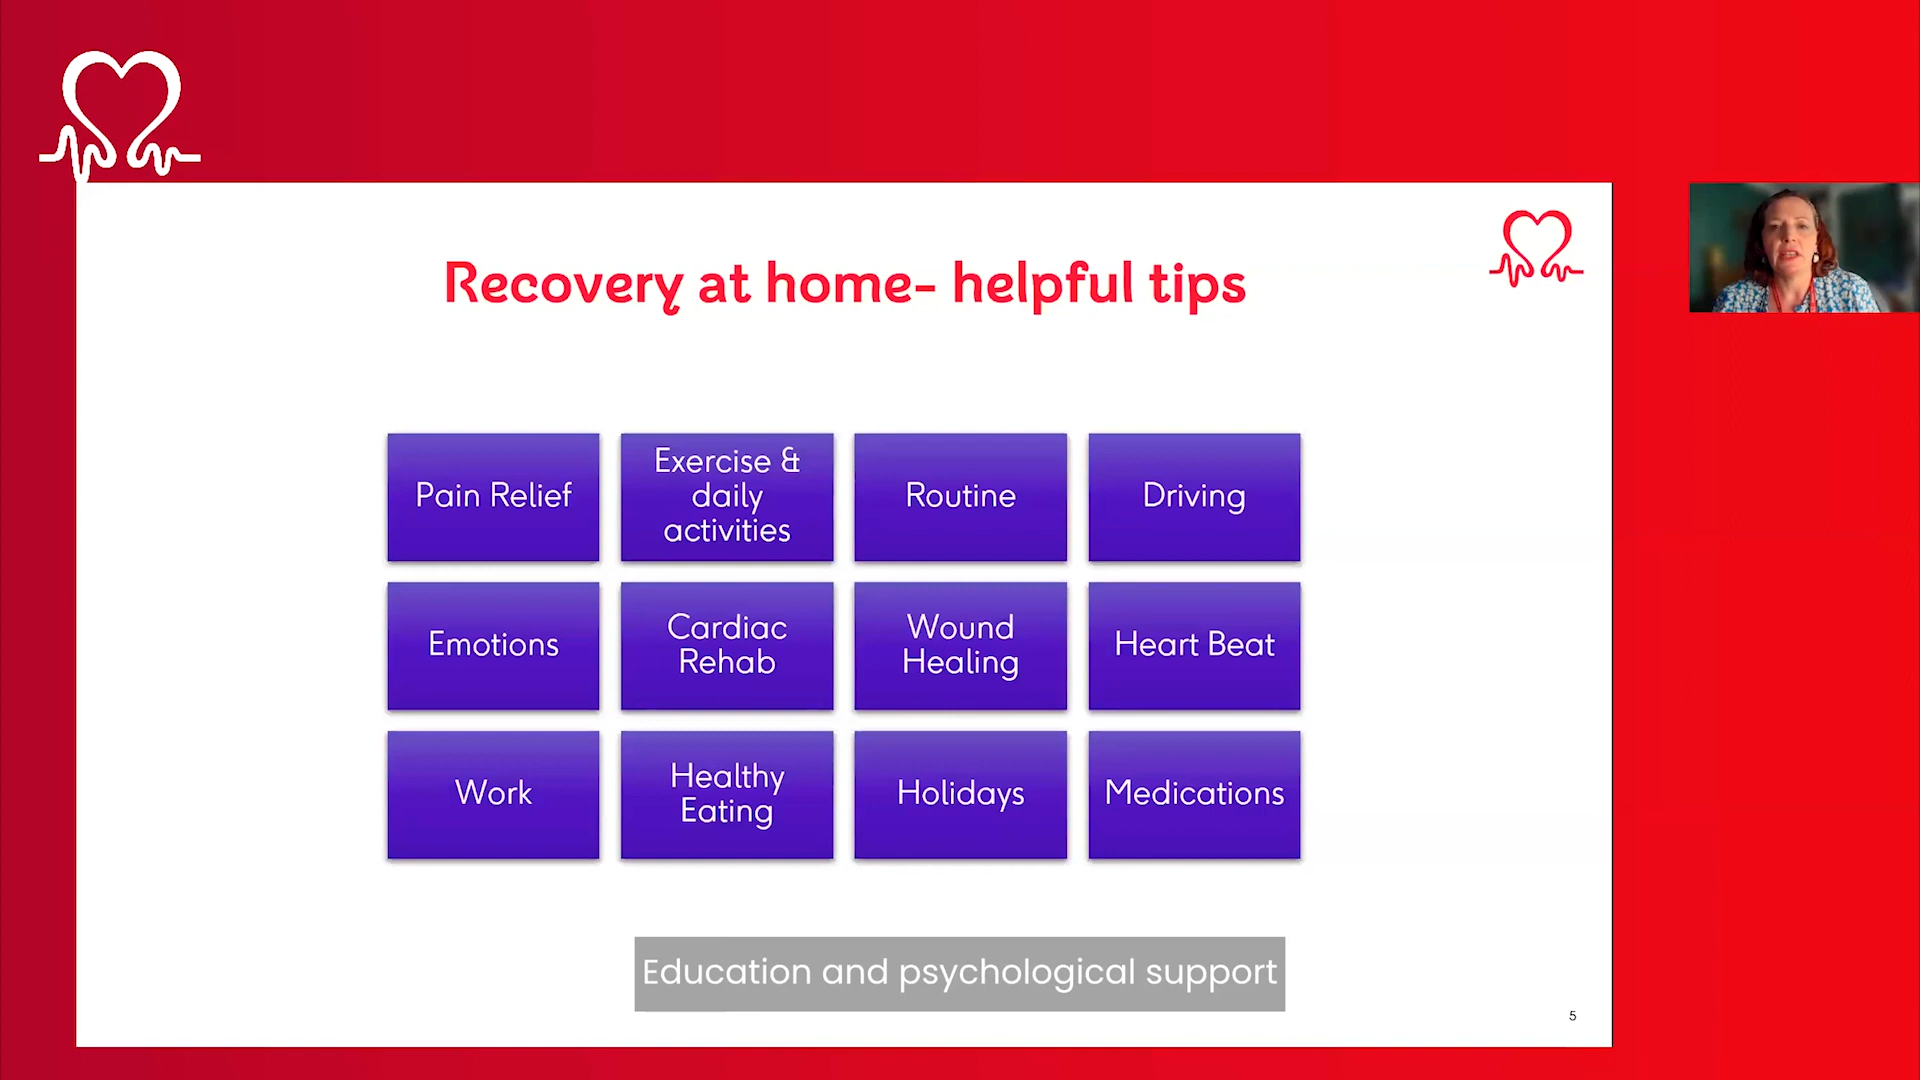 Recovery at home- helpful tips
Pain Relief
Exercise &
daily
activities
Routine
Driving
Emotions
Cardiac
Rehab
Wound
Healing
Heart Beat
Work
Healthy
Eating
Holidays
Medications
Education and psychological support
5